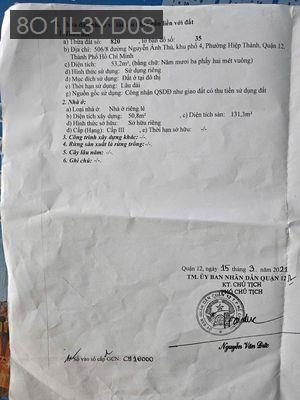 8O1ILSYD0S
liền với đất
a) Thửa đất số: 820 , tờ bản đồ số: 35
b) Địa chỉ: 506/8 đường Nguyễn Ảnh Thủ, khu phố 4, Phường Hiệp Thành, Quận 12,
Thành Phố Hồ Chí Minh
c) Diện tích: 53,2m², (bằng chữ: Năm mươi ba phẩy hai mét vuông)
d) Hình thức sử dụng: Sử dụng riêng
đ) Mục đích sử dụng: Đất ở tại đô thị
e) Thời hạn sử dụng: Lâu dài
g) Nguồn gốc sử dụng: Công nhận QSDĐ như giao đất có thu tiền sử dụng đất
2. Nhà ở:
a) Loại nhà ở: Nhà ở riêng lẻ
b) Diện tích xây dựng: 50,8m² , c) Diện tích sàn: 131,3m²
d) Hình thức sở hữu: Sở hữu riêng
đ) Cấp (Hạng): Cấp III , e) Thời hạn sở hữu: -/-
3. Công trình xây dựng khác: -/-
4. Rừng sản xuất là rừng trồng: -/-
5. Cây lâu năm: -/-
6. Ghi chú: -/-
Quận 12, ngày 15 tháng 3 năm 2021
TM. ỦY BAN NHÂN DÂN QUẬN 12
KT. CHỦ TỊCH
PHÓ CHỦ TỊCH
Nguyễn Văn Đức
Số vào sổ cấp GCN: